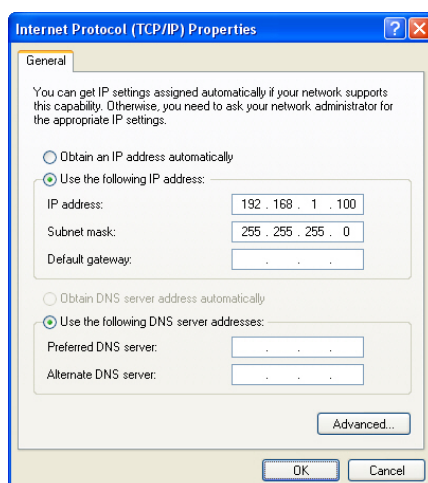 Internet Protocol (TCP/IP) Properties
General
You can get IP settings assigned automatically if your network supports
this capability. Otherwise, you need to ask your network administrator for
the appropriate IP settings.
Obtain an IP address automatically
Use the following IP address:
IP address: 192 . 168 . 1 . 100
Subnet mask: 255 . 255 . 255 . 0
Default gateway: . . .
Obtain DNS server address automatically
Use the following DNS server addresses:
Preferred DNS server: . . .
Alternate DNS server: . . .
Advanced...
OK Cancel